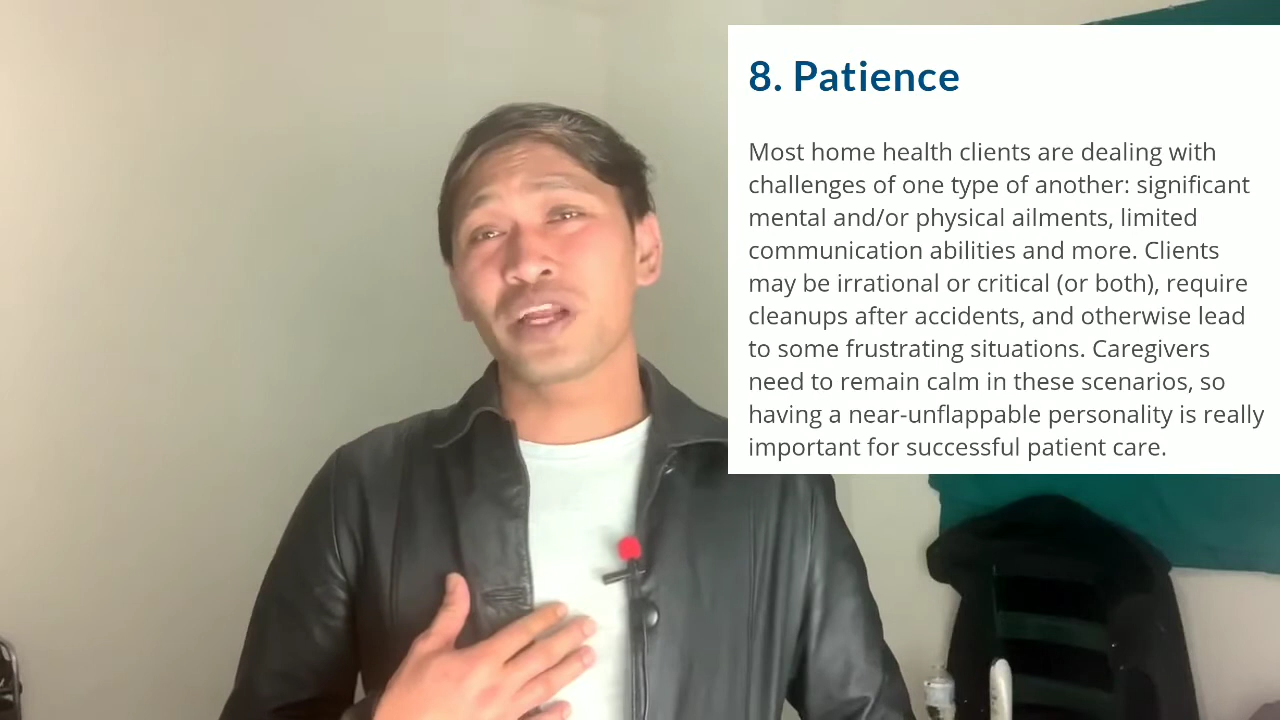 8. Patience
Most home health clients are dealing with
challenges of one type of another: significant
mental and/or physical ailments, limited
communication abilities and more. Clients
may be irrational or critical (or both), require
cleanups after accidents, and otherwise lead
to some frustrating situations. Caregivers
need to remain calm in these scenarios, so
having a near-unflappable personality is really
important for successful patient care.